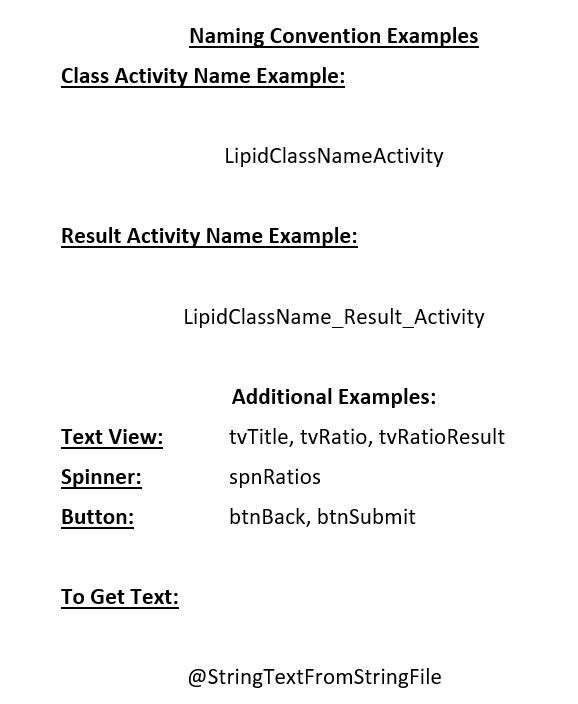 Naming Convention Examples
Class Activity Name Example:
LipidClassNameActivity
Result Activity Name Example:
LipidClassName_Result_Activity
Additional Examples:
Text View: tvTitle, tvRatio, tvRatioResult
Spinner: spnRatios
Button: btnBack, btnSubmit
To Get Text:
@StringTextFromStringFile